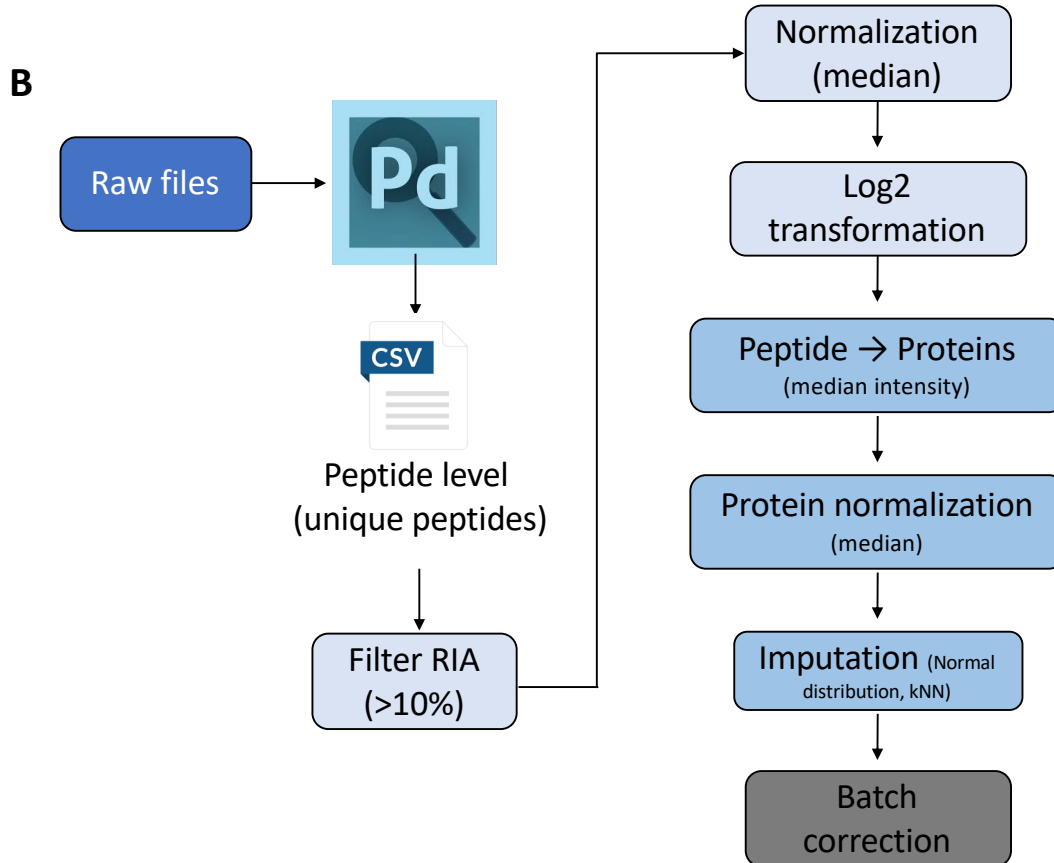 B
Raw files
Pd
CSV
Peptide level
(unique peptides)
Filter RIA
(>10%)
Normalization
(median)
Log2
transformation
Peptide → Proteins
(median intensity)
Protein normalization
(median)
Imputation (Normal
distribution, kNN)
Batch
correction